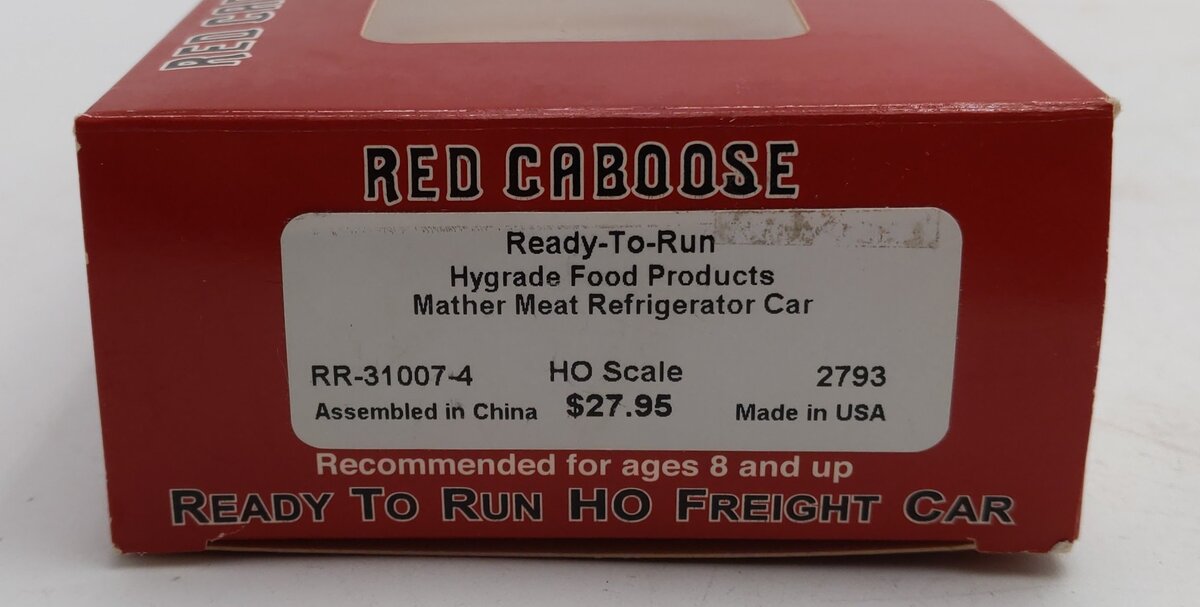 RED CABOOSE
Ready-To-Run
Hygrade Food Products
Mather Meat Refrigerator Car
RR-31007-4 HO Scale 2793
Assembled in China $27.95 Made in USA
Recommended for ages 8 and up
READY TO RUN HO FREIGHT CAR